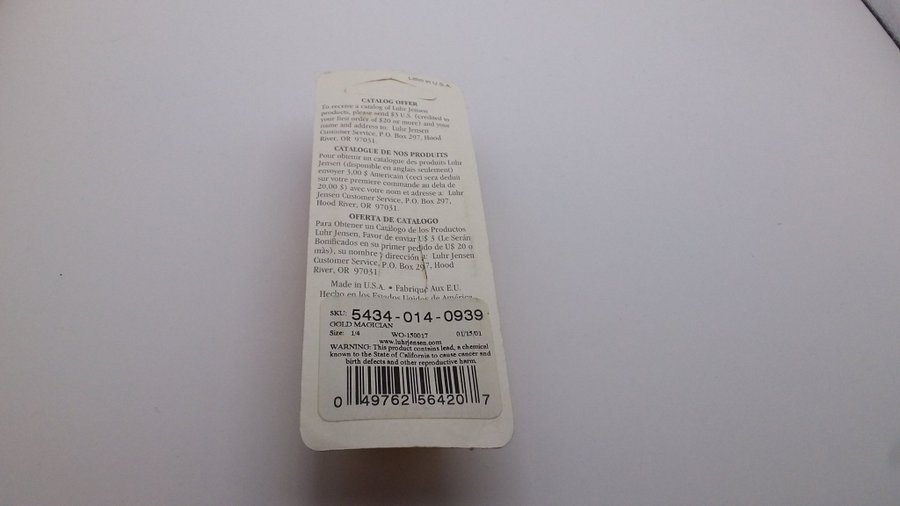 Litho in U.S.A.
CATALOG OFFER
To receive a catalog of Luhr Jensen
products, please send $3 U.S. (credited to
your first order of $20 or more) and your
name and address to: Luhr Jensen
Customer Service, P.O. Box 297, Hood
River, OR 97031.
CATALOGUE DE NOS PRODUITS
Pour obtenir un catalogue des produits Luhr
Jensen (disponible en anglais seulement)
envoyer 3,00 $ Americain (ceci sera deduit
sur votre premiere commande au dela de
20,00 $) avec votre nom et adresse a: Luhr
Jensen Customer Service, P.O. Box 297,
Hood River, OR 97031.
OFERTA DE CATALOGO
Para Obtener un Catálogo de los Productos
Luhr Jensen, Favor de enviar U$ 3 (Le Serán
Bonificados en su primer pedido de U$ 20 o
màs), su nombre y dirección a: Luhr Jensen
Customer Service, P.O. Box 297, Hood
River, OR 97031
Made in U.S.A. • Fabriqué Aux E.U.
Hecho en los Estados Unidos de América
SKU: 5434-014-0939
GOLD MAGICIAN
Size: 1/4 WO-150017 01/15/01
www.luhrjensen.com
WARNING: This product contains lead, a chemical
known to the State of California to cause cancer and
birth defects and other reproductive harm.
0 49762 56420 7